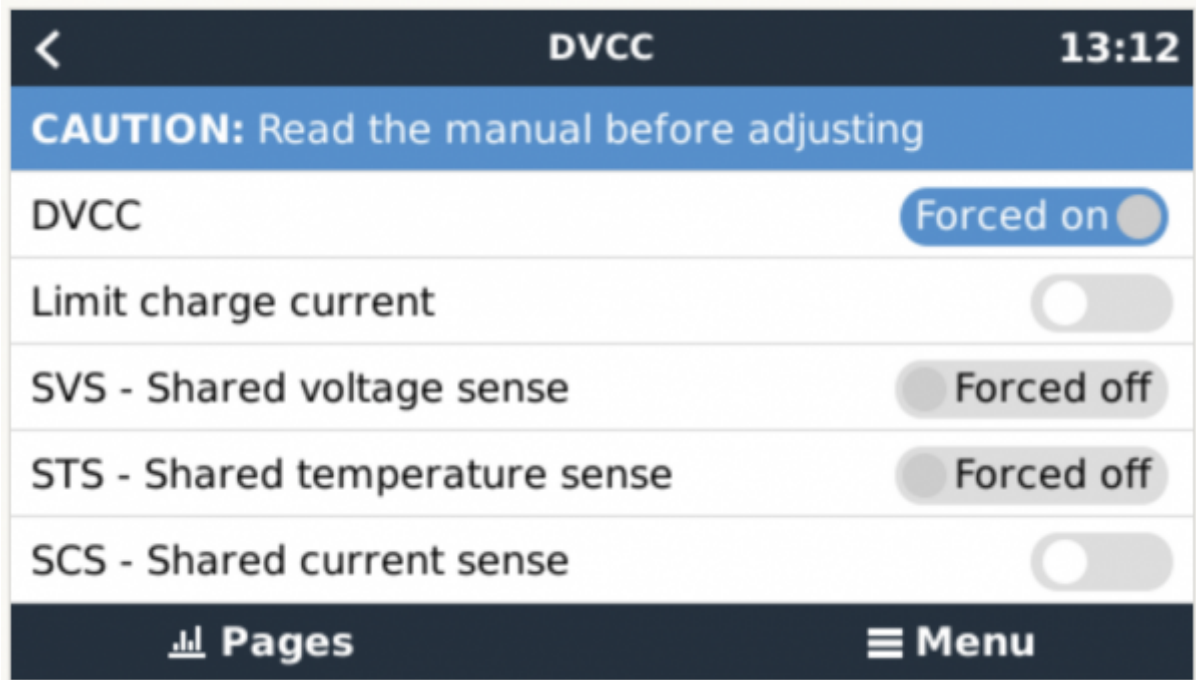 DVCC 13:12
CAUTION: Read the manual before adjusting
DVCC Forced on
Limit charge current
SVS - Shared voltage sense Forced off
STS - Shared temperature sense Forced off
SCS - Shared current sense
Pages Menu